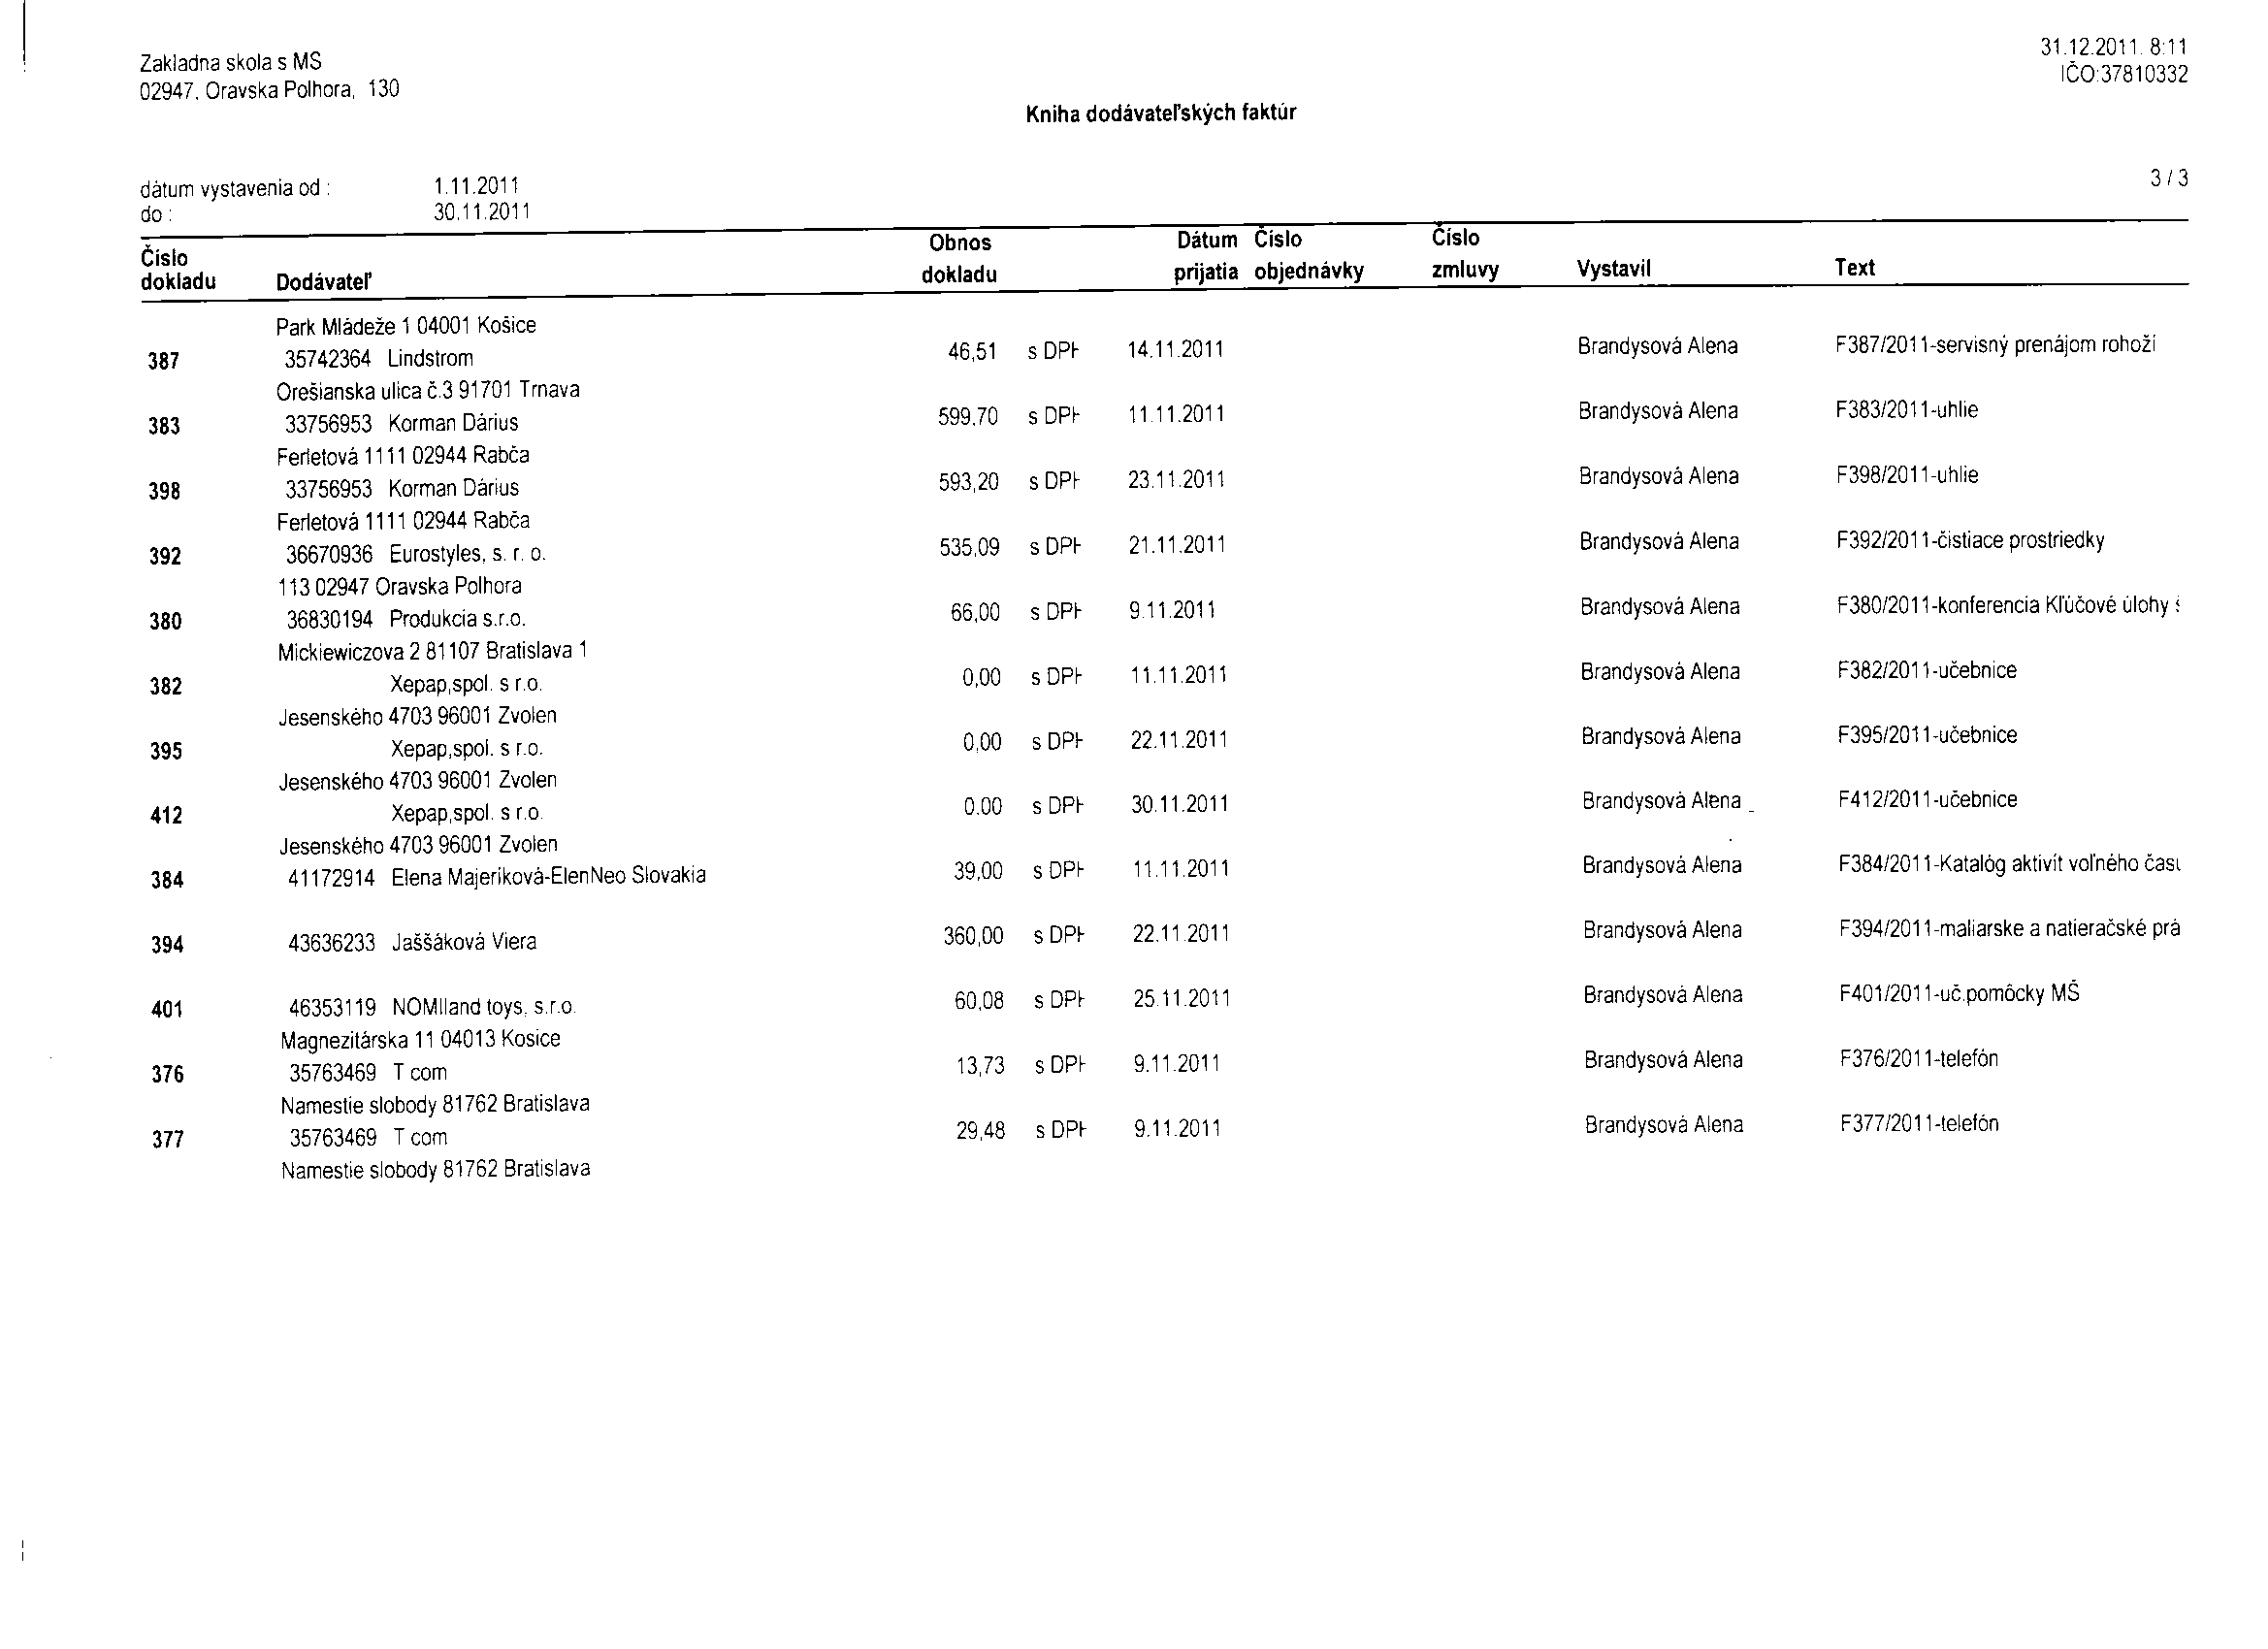 Zakladna skola s MS
02947, Oravska Polhora, 130
31.12.2011 8:11
IČO:37810332
Kniha dodávateľských faktúr
dátum vystavenia od : 1.11.2011
do : 30.11.2011
3 / 3
Číslo dokladu Dodávateľ Obnos dokladu Dátum prijatia Číslo objednávky Číslo zmluvy Vystavil Text
Park Mládeže 1 04001 Košice
387 35742364 Lindstrom 46,51 s DPH 14.11.2011 Brandysová Alena F387/2011-servisný prenájom rohoží
Orešianska ulica č.3 91701 Trnava
383 33756953 Korman Dárius 599,70 s DPH 11.11.2011 Brandysová Alena F383/2011-uhlie
Ferletová 1111 02944 Rabča
398 33756953 Korman Dárius 593,20 s DPH 23.11.2011 Brandysová Alena F398/2011-uhlie
Ferletová 1111 02944 Rabča
392 36670936 Eurostyles, s. r. o. 535,09 s DPH 21.11.2011 Brandysová Alena F392/2011-čistiace prostriedky
113 02947 Oravska Polhora
380 36830194 Produkcia s.r.o. 66,00 s DPH 9.11.2011 Brandysová Alena F380/2011-konferencia Kľúčové úlohy
Mickiewiczova 2 81107 Bratislava 1
382 Xepap,spol. s r.o. 0,00 s DPH 11.11.2011 Brandysová Alena F382/2011-učebnice
Jesenského 4703 96001 Zvolen
395 Xepap,spol. s r.o. 0,00 s DPH 22.11.2011 Brandysová Alena F395/2011-učebnice
Jesenského 4703 96001 Zvolen
412 Xepap,spol. s r.o. 0.00 s DPH 30.11.2011 Brandysová Alena F412/2011-učebnice
Jesenského 4703 96001 Zvolen
384 41172914 Elena Majeríková-ElenNeo Slovakia 39,00 s DPH 11.11.2011 Brandysová Alena F384/2011-Katalóg aktivít voľného času
394 43636233 Jaššáková Viera 360,00 s DPH 22.11.2011 Brandysová Alena F394/2011-maliarske a natieračské prá
401 46353119 NOMIland toys, s.r.o. 60,08 s DPH 25.11.2011 Brandysová Alena F401/2011-uč.pomôcky MŠ
Magnezitárska 11 04013 Kosice
376 35763469 T com 13,73 s DPH 9.11.2011 Brandysová Alena F376/2011-telefón
Namestie slobody 81762 Bratislava
377 35763469 T com 29,48 s DPH 9.11.2011 Brandysová Alena F377/2011-telefón
Namestie slobody 81762 Bratislava